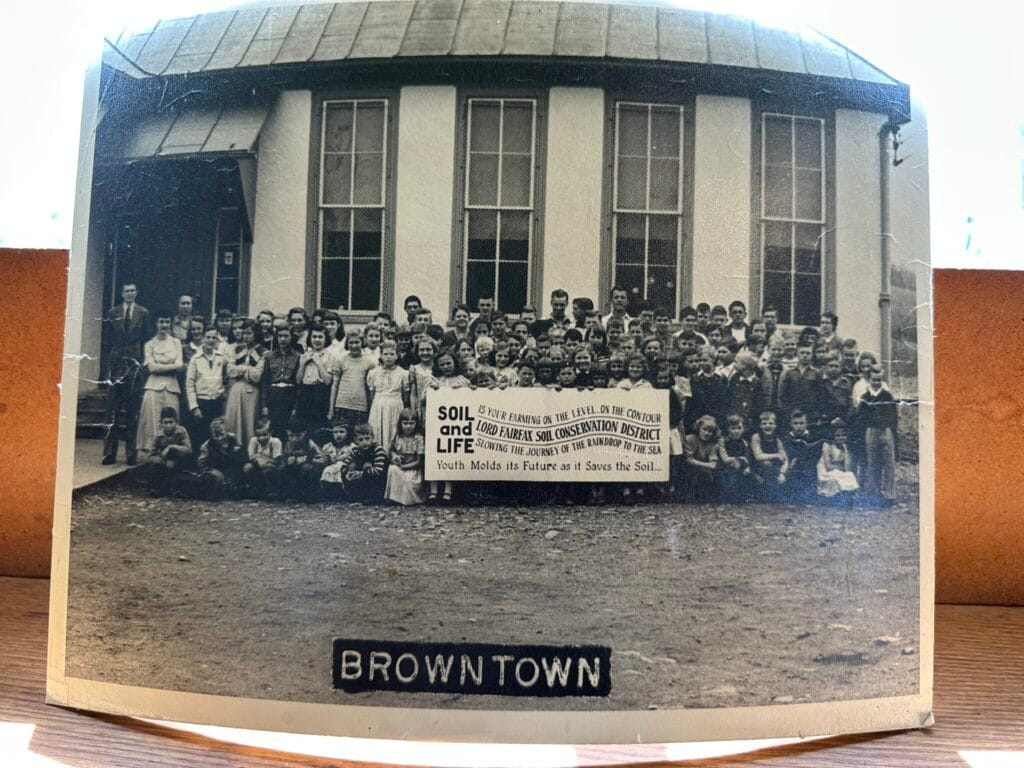 SOIL
and
LIFE
IS YOUR FARMING ON THE LEVEL...ON THE CONTOUR
LORD FAIRFAX SOIL CONSERVATION DISTRICT
SLOWING THE JOURNEY OF THE RAINDROP TO THE SEA
Youth Molds its Future as it Saves the Soil...
BROWNTOWN